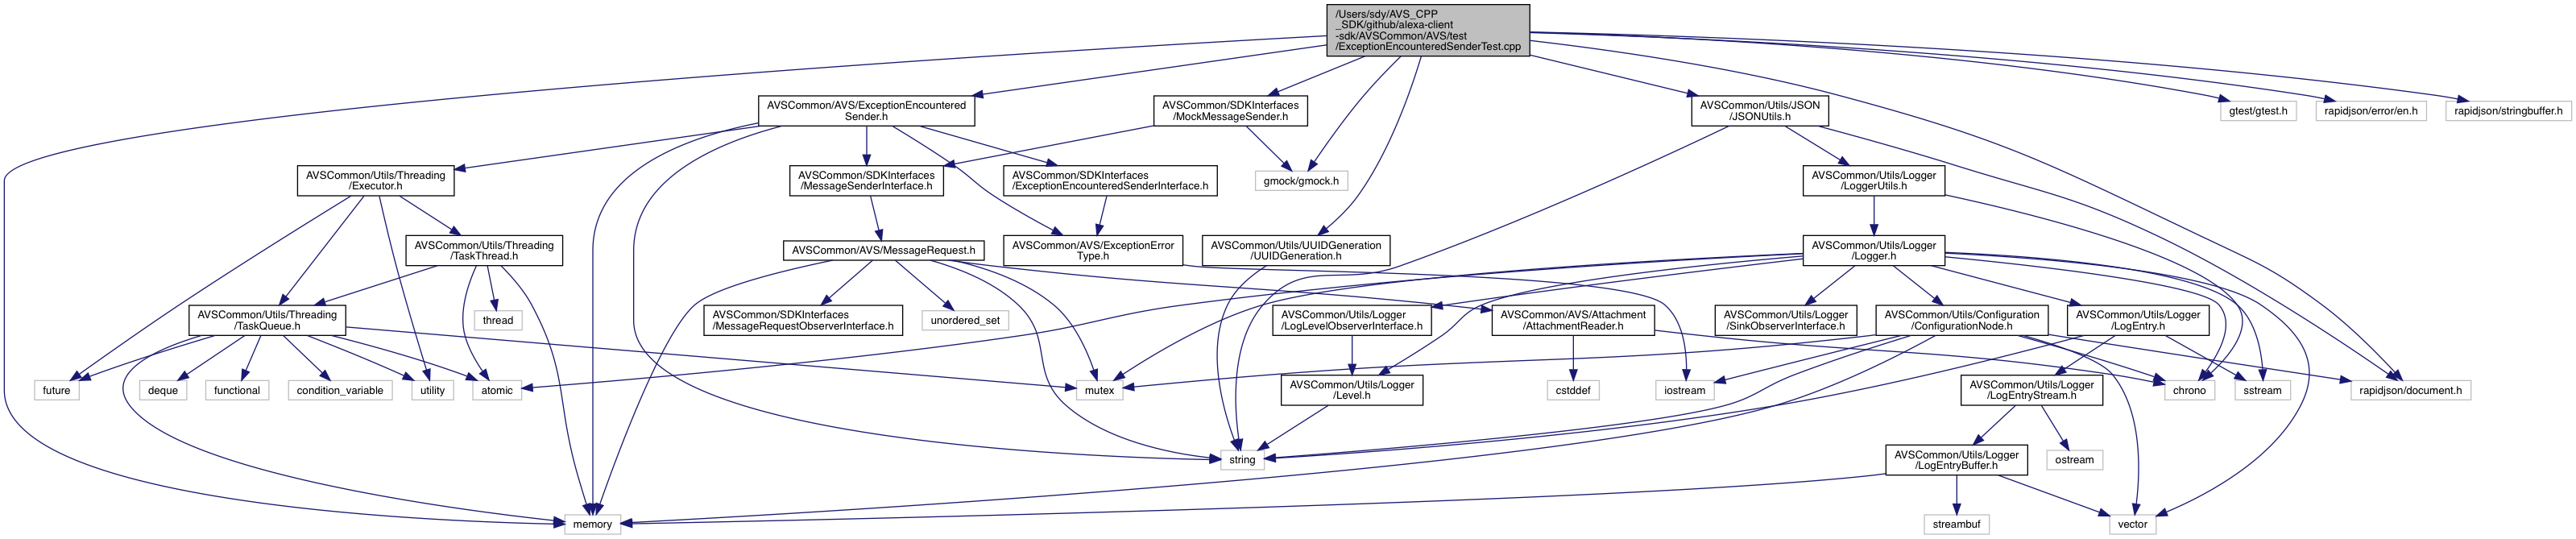 /Users/sdy/AVS_CPP
_SDK/github/alexa-client
-sdk/AVSCommon/AVS/test
/ExceptionEncounteredSenderTest.cpp
AVSCommon/AVS/ExceptionEncountered
Sender.h
AVSCommon/SDKInterfaces
/MockMessageSender.h
AVSCommon/Utils/JSON
/JSONUtils.h
gtest/gtest.h
rapidjson/error/en.h
rapidjson/stringbuffer.h
AVSCommon/Utils/Threading
/Executor.h
AVSCommon/SDKInterfaces
/MessageSenderInterface.h
AVSCommon/SDKInterfaces
/ExceptionEncounteredSenderInterface.h
gmock/gmock.h
AVSCommon/Utils/Logger
/LoggerUtils.h
AVSCommon/Utils/Threading
/TaskThread.h
AVSCommon/AVS/MessageRequest.h
AVSCommon/AVS/ExceptionError
Type.h
AVSCommon/Utils/UUIDGeneration
/UUIDGeneration.h
AVSCommon/Utils/Logger
/Logger.h
AVSCommon/Utils/Threading
/TaskQueue.h
thread
AVSCommon/SDKInterfaces
/MessageRequestObserverInterface.h
unordered_set
AVSCommon/Utils/Logger
/LogLevelObserverInterface.h
AVSCommon/AVS/Attachment
/AttachmentReader.h
AVSCommon/Utils/Logger
/SinkObserverInterface.h
AVSCommon/Utils/Configuration
/ConfigurationNode.h
AVSCommon/Utils/Logger
/LogEntry.h
future
deque
functional
condition_variable
utility
atomic
mutex
AVSCommon/Utils/Logger
/Level.h
cstddef
iostream
AVSCommon/Utils/Logger
/LogEntryStream.h
chrono
sstream
rapidjson/document.h
string
AVSCommon/Utils/Logger
/LogEntryBuffer.h
ostream
memory
streambuf
vector